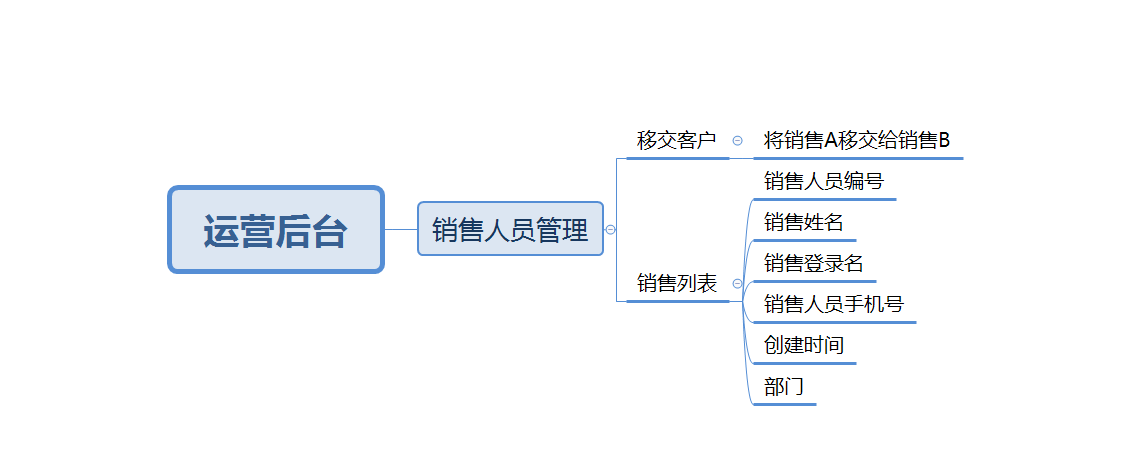 运营后台
销售人员管理
移交客户
将销售A移交给销售B
销售列表
销售人员编号
销售姓名
销售登录名
销售人员手机号
创建时间
部门